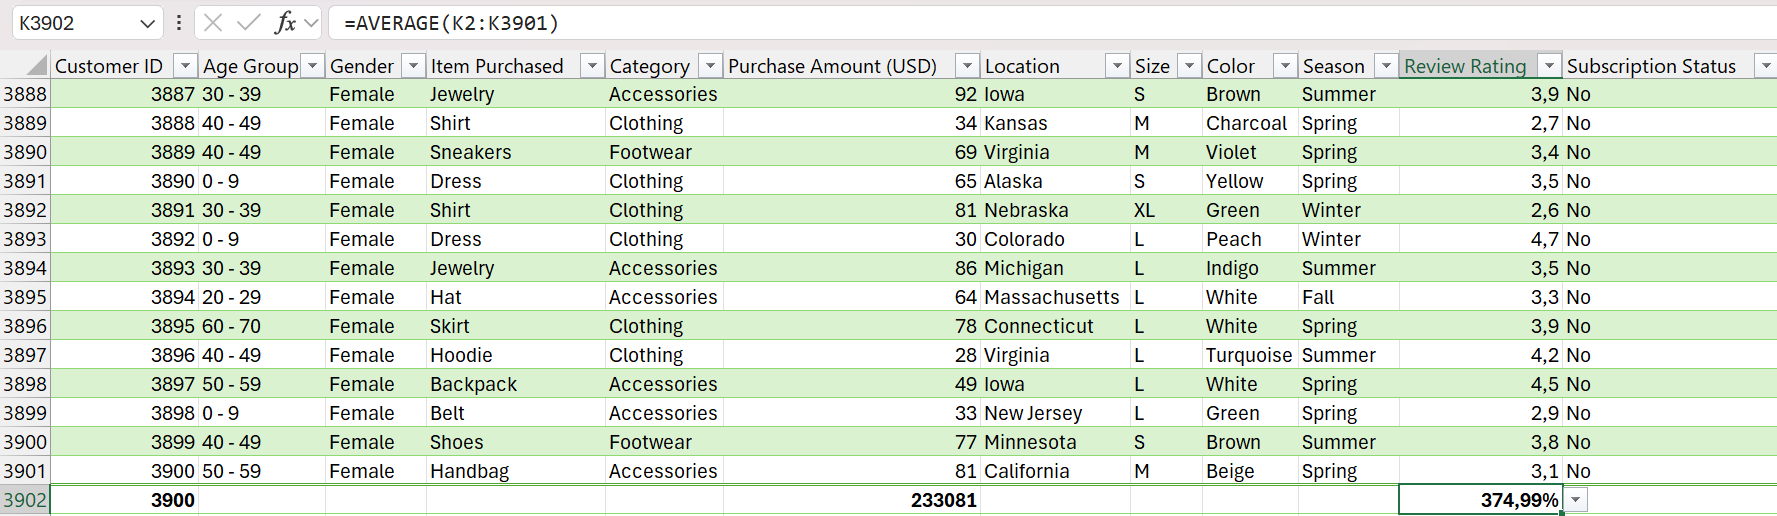 K3902 fx =AVERAGE(K2:K3901)
Customer ID Age Group Gender Item Purchased Category Purchase Amount (USD) Location Size Color Season Review Rating Subscription Status
3888 3887 30 - 39 Female Jewelry Accessories 92 Iowa S Brown Summer 3,9 No
3889 3888 40 - 49 Female Shirt Clothing 34 Kansas M Charcoal Spring 2,7 No
3890 3889 40 - 49 Female Sneakers Footwear 69 Virginia M Violet Spring 3,4 No
3891 3890 0 - 9 Female Dress Clothing 65 Alaska S Yellow Spring 3,5 No
3892 3891 30 - 39 Female Shirt Clothing 81 Nebraska XL Green Winter 2,6 No
3893 3892 0 - 9 Female Dress Clothing 30 Colorado L Peach Winter 4,7 No
3894 3893 30 - 39 Female Jewelry Accessories 86 Michigan L Indigo Summer 3,5 No
3895 3894 20 - 29 Female Hat Accessories 64 Massachusetts L White Fall 3,3 No
3896 3895 60 - 70 Female Skirt Clothing 78 Connecticut L White Spring 3,9 No
3897 3896 40 - 49 Female Hoodie Clothing 28 Virginia L Turquoise Summer 4,2 No
3898 3897 50 - 59 Female Backpack Accessories 49 Iowa L White Spring 4,5 No
3899 3898 0 - 9 Female Belt Accessories 33 New Jersey L Green Spring 2,9 No
3900 3899 40 - 49 Female Shoes Footwear 77 Minnesota S Brown Summer 3,8 No
3901 3900 50 - 59 Female Handbag Accessories 81 California M Beige Spring 3,1 No
3902 3900 233081 374,99%